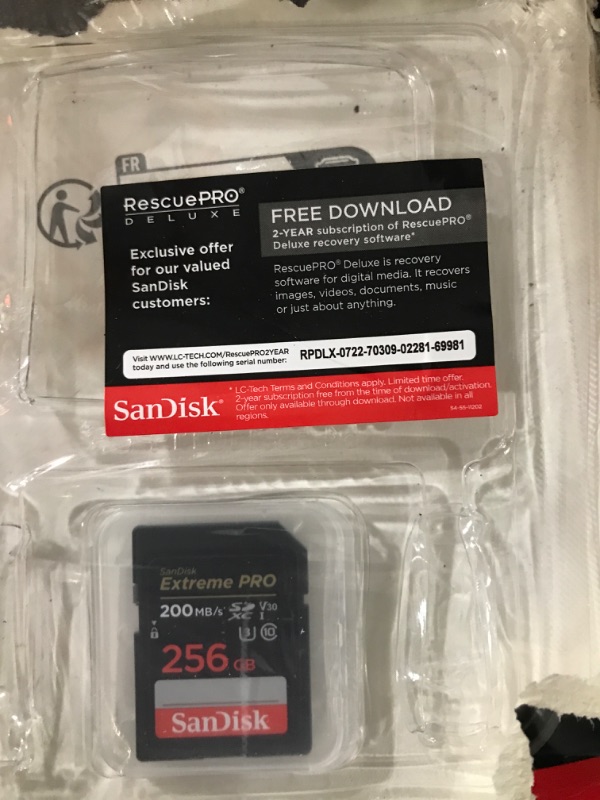 FR
RescuePRO®
DELUXE
Exclusive offer
for our valued
SanDisk
customers:
FREE DOWNLOAD
2-YEAR subscription of RescuePRO®
Deluxe recovery software*
RescuePRO® Deluxe is recovery
software for digital media. It recovers
images, videos, documents, music
or just about anything.
Visit WWW.LC-TECH.COM/RescuePRO2YEAR
today and use the following serial number:
RPDLX-0722-70309-02281-69981
SanDisk®
* LC-Tech Terms and Conditions apply. Limited time offer.
2-year subscription free from the time of download/activation.
Offer only available through download. Not available in all
regions.
SanDisk
Extreme PRO
200 MB/s SD XC V30 I
3 10
256 GB
SanDisk